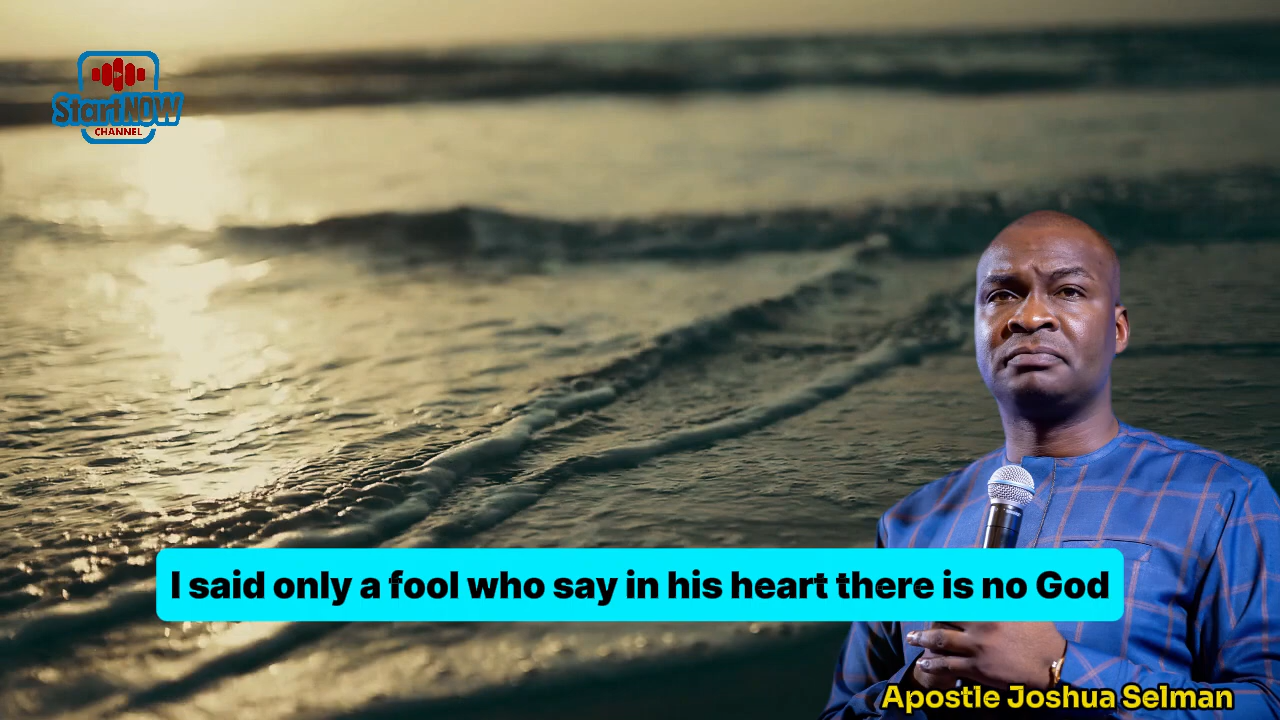 StartNOW
CHANNEL
I said only a fool who say in his heart there is no God
Apostle Joshua Selman